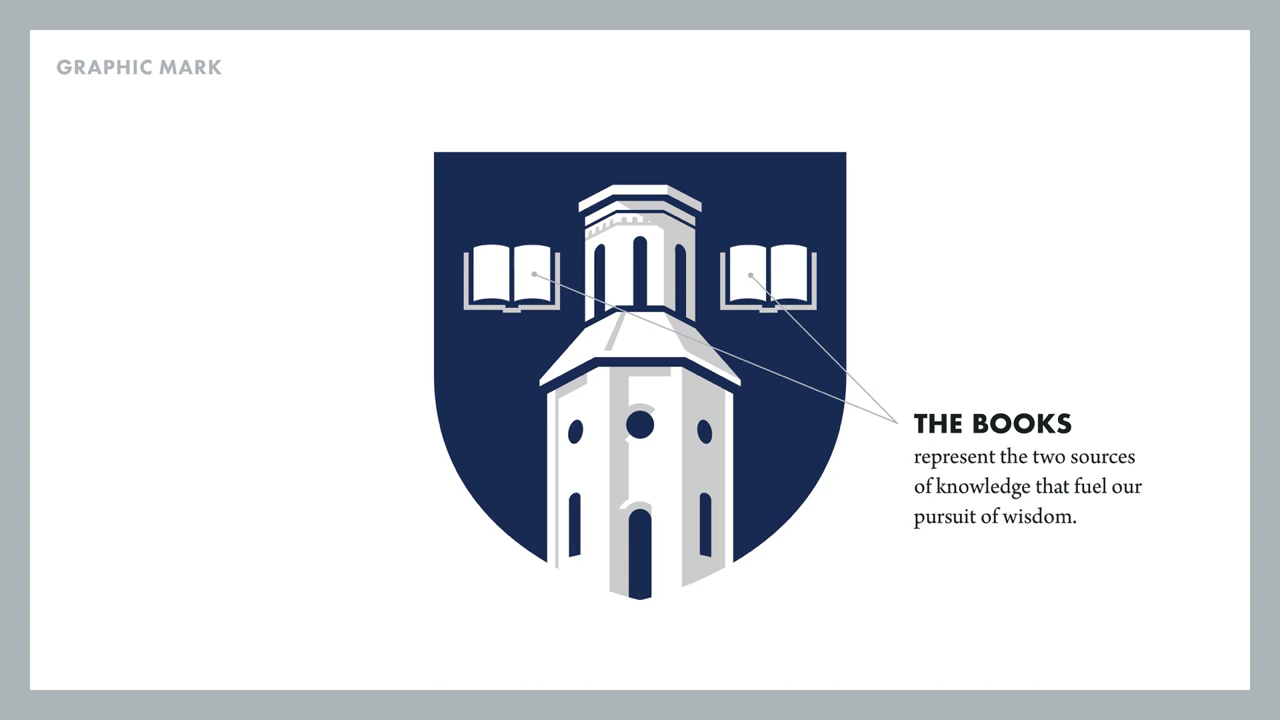 GRAPHIC MARK
THE BOOKS
represent the two sources
of knowledge that fuel our
pursuit of wisdom.